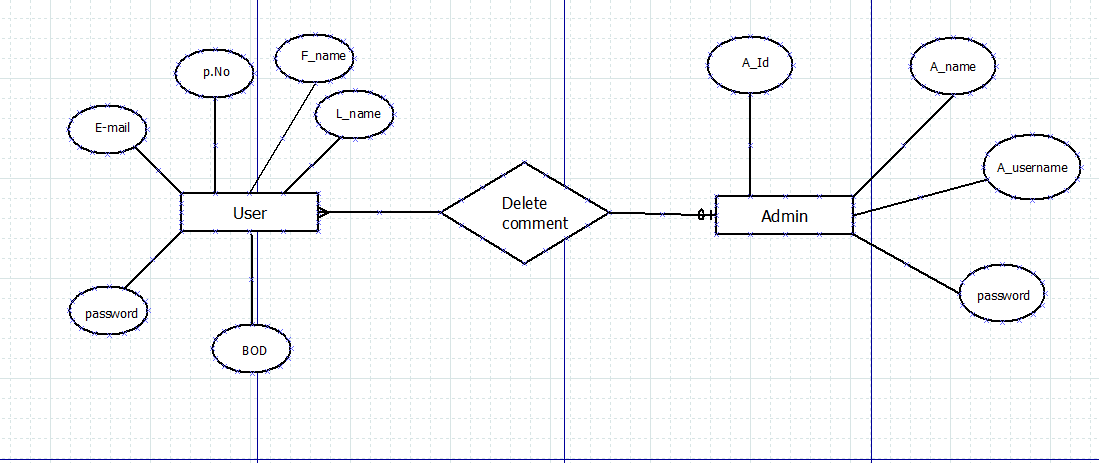 F_name
A_Id
A_name
p.No
L_name
E-mail
A_username
User
Delete
comment
Admin
password
password
BOD